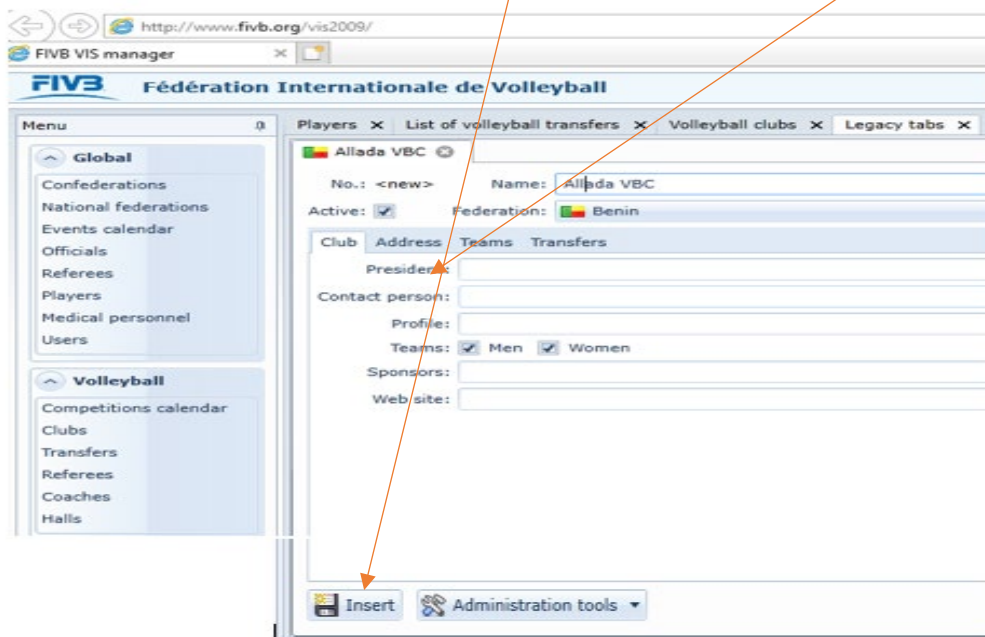 http://www.fivb.org/vis2009/
FIVB VIS manager
FIVB Fédération Internationale de Volleyball
Menu
Global
Confederations
National federations
Events calendar
Officials
Referees
Players
Medical personnel
Users
Volleyball
Competitions calendar
Clubs
Transfers
Referees
Coaches
Halls
Players List of volleyball transfers Volleyball clubs Legacy tabs
Allada VBC
No.: <new> Name: Allada VBC
Active: Federation: Benin
Club Address Teams Transfers
President:
Contact person:
Profile:
Teams: Men Women
Sponsors:
Web site:
Insert Administration tools